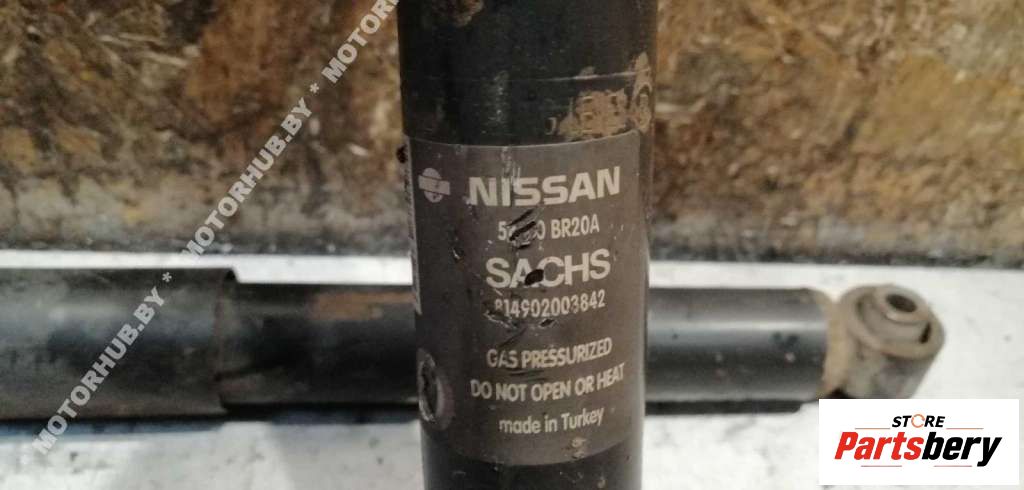 MOTORHUB.BY * MOTORHUB.BY * MOTORHUB.BY
NISSAN
BR20A
SACHS
814902003842
GAS PRESSURIZED
DO NOT OPEN OR HEAT
made in Turkey
STORE
Partsbery